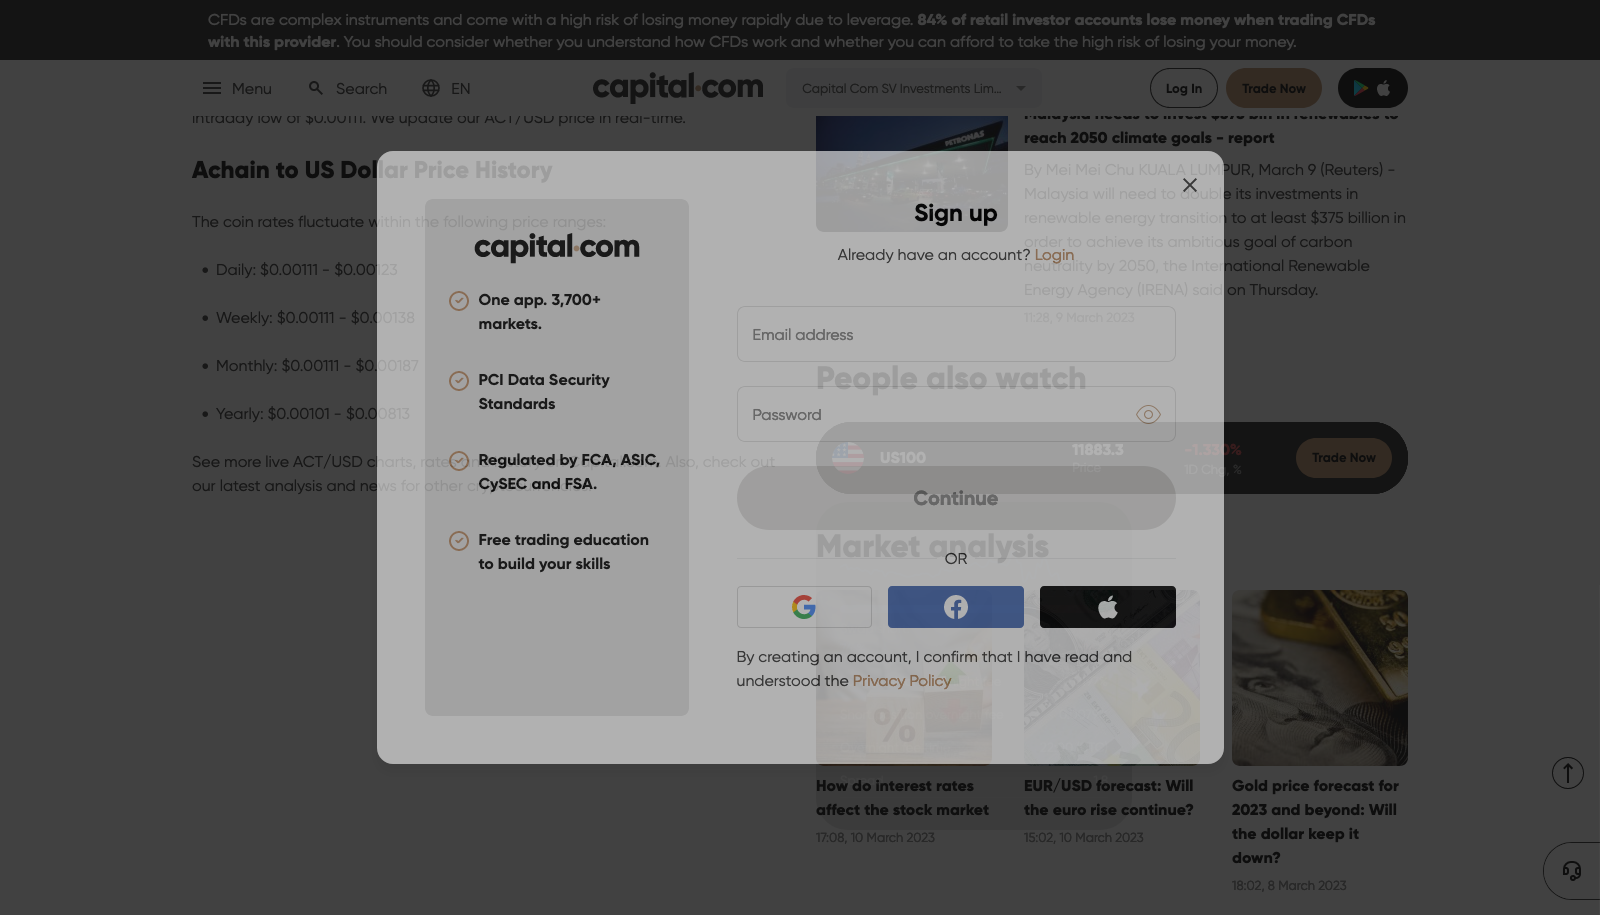 CFDs are complex instruments and come with a high risk of losing money rapidly due to leverage. 84% of retail investor accounts lose money when trading CFDs
with this provider. You should consider whether you understand how CFDs work and whether you can afford to take the high risk of losing your money.
Menu
Search
EN
capital.com
Capital Com SV Investments Lim...
Log In
Trade Now
intraday low of $0.00111. We update our ACT/USD price in real-time.
Achain to US Dollar Price History
The coin rates fluctuate within the following price ranges:
Daily: $0.00111 - $0.00123
Weekly: $0.00111 - $0.00138
Monthly: $0.00111 - $0.00187
Yearly: $0.00101 - $0.00813
See more live ACT/USD charts, Also, check out
our latest analysis and news for other
PETRONAS
Malaysia needs to invest $375 bln in renewables to
reach 2050 climate goals - report
By Mei Mei Chu KUALA LUMPUR, March 9 (Reuters) -
Malaysia will need to double its investments in
renewable energy transition to at least $375 billion in
order to achieve its ambitious goal of carbon
neutrality by 2050, the International Renewable
Energy Agency (IRENA) said on Thursday.
11:28, 9 March 2023
People also watch
US100
11883.3
Price
-1.330%
1D Chg, %
Trade Now
Market analysis
%
How do interest rates
affect the stock market
17:08, 10 March 2023
EUR/USD forecast: Will
the euro rise continue?
15:02, 10 March 2023
Gold price forecast for
2023 and beyond: Will
the dollar keep it
down?
18:02, 8 March 2023
capital.com
One app. 3,700+
markets.
PCI Data Security
Standards
Regulated by FCA, ASIC,
CySEC and FSA.
Free trading education
to build your skills
Sign up
Already have an account? Login
Email address
Password
Continue
OR
By creating an account, I confirm that I have read and
understood the Privacy Policy